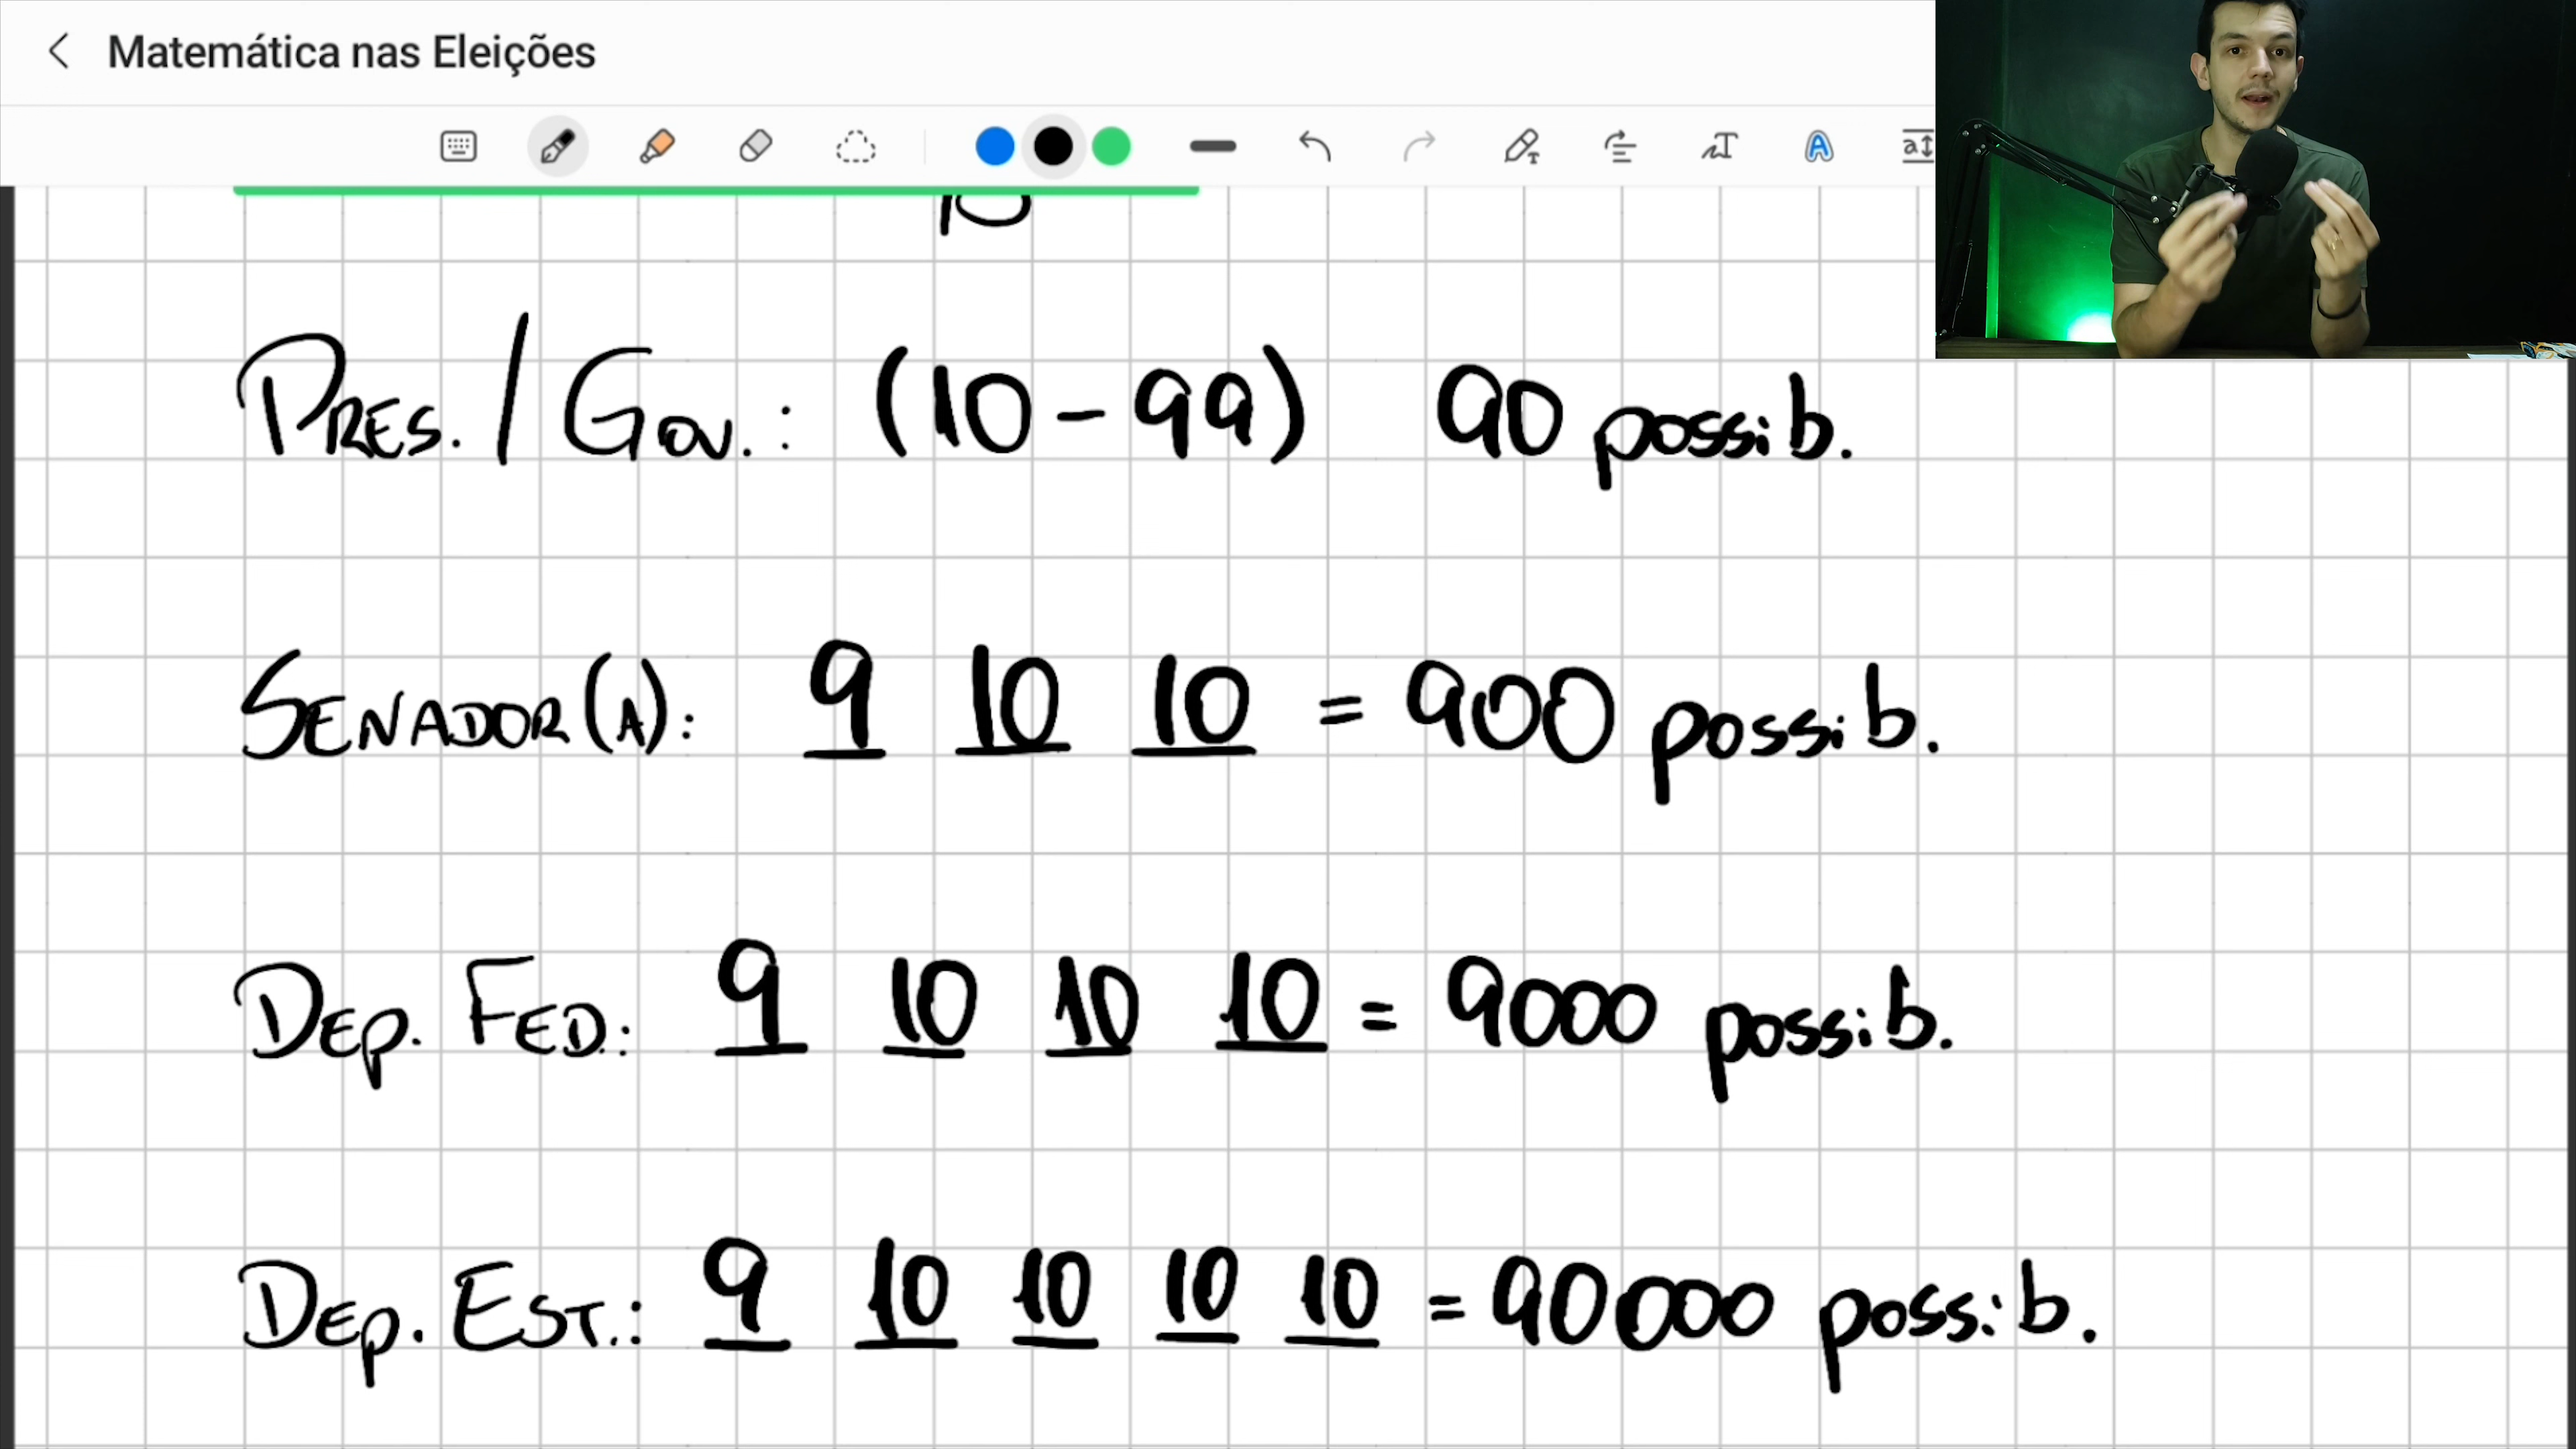 Matemática nas Eleições
PRES. / GOV.: (10 - 99) 90 possib.
SENADOR(A): 9 10 10 = 900 possib.
DEP. FED.: 9 10 10 10 = 9000 possib.
DEP. EST.: 9 10 10 10 10 = 90000 possib.